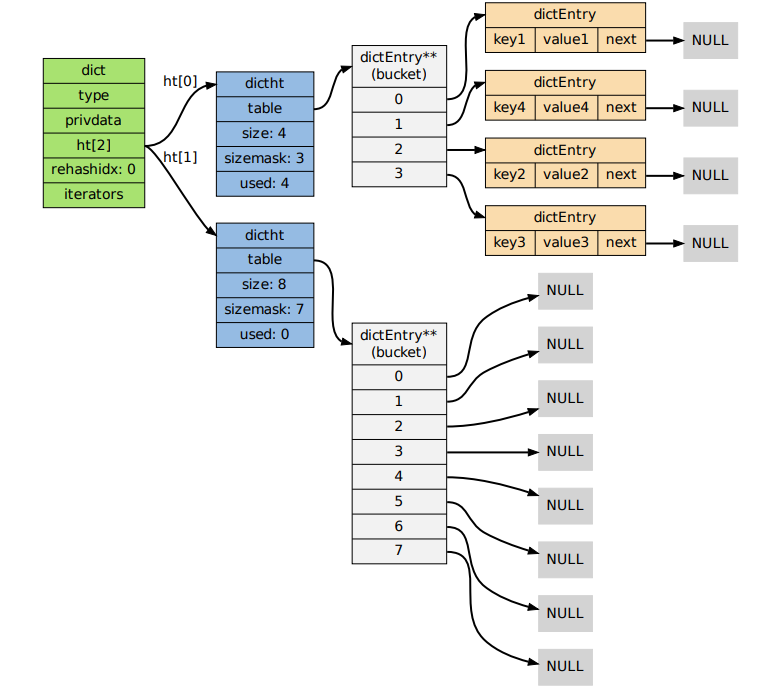 dict
type
privdata
ht[2]
rehashidx: 0
iterators
ht[0]
ht[1]
dictht
table
size: 4
sizemask: 3
used: 4
dictht
table
size: 8
sizemask: 7
used: 0
dictEntry**
(bucket)
0
1
2
3
dictEntry
key1 value1 next
NULL
dictEntry
key4 value4 next
NULL
dictEntry
key2 value2 next
NULL
dictEntry
key3 value3 next
NULL
dictEntry**
(bucket)
0
1
2
3
4
5
6
7
NULL
NULL
NULL
NULL
NULL
NULL
NULL
NULL